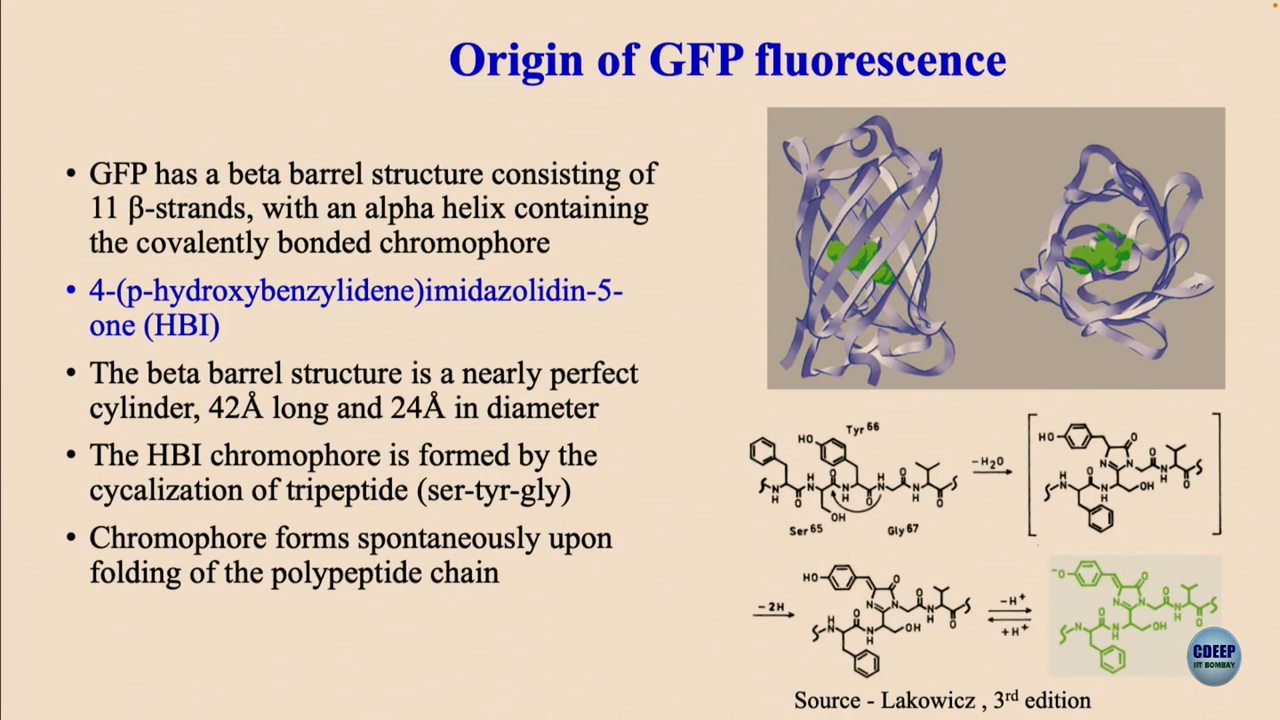 Origin of GFP fluorescence
• GFP has a beta barrel structure consisting of
11 β-strands, with an alpha helix containing
the covalently bonded chromophore
• 4-(p-hydroxybenzylidene)imidazolidin-5-
one (HBI)
• The beta barrel structure is a nearly perfect
cylinder, 42Å long and 24Å in diameter
• The HBI chromophore is formed by the
cycalization of tripeptide (ser-tyr-gly)
• Chromophore forms spontaneously upon
folding of the polypeptide chain
HO
Tyr 66
H
N
O
H
N
O
H
N
O
H
N
O
N
H
O
OH
Ser 65
Gly 67
-H₂O
HO
O
N
N
O
H
N
O
H
N
O
N
H
OH
-2H
HO
O
N
N
O
N
H
O
H
N
O
N
H
OH
-H⁺
+H⁺
⁻O
O
N
N
O
N
H
O
N
O
HN
OH
CDEEP
IIT BOMBAY
Source - Lakowicz , 3rd edition